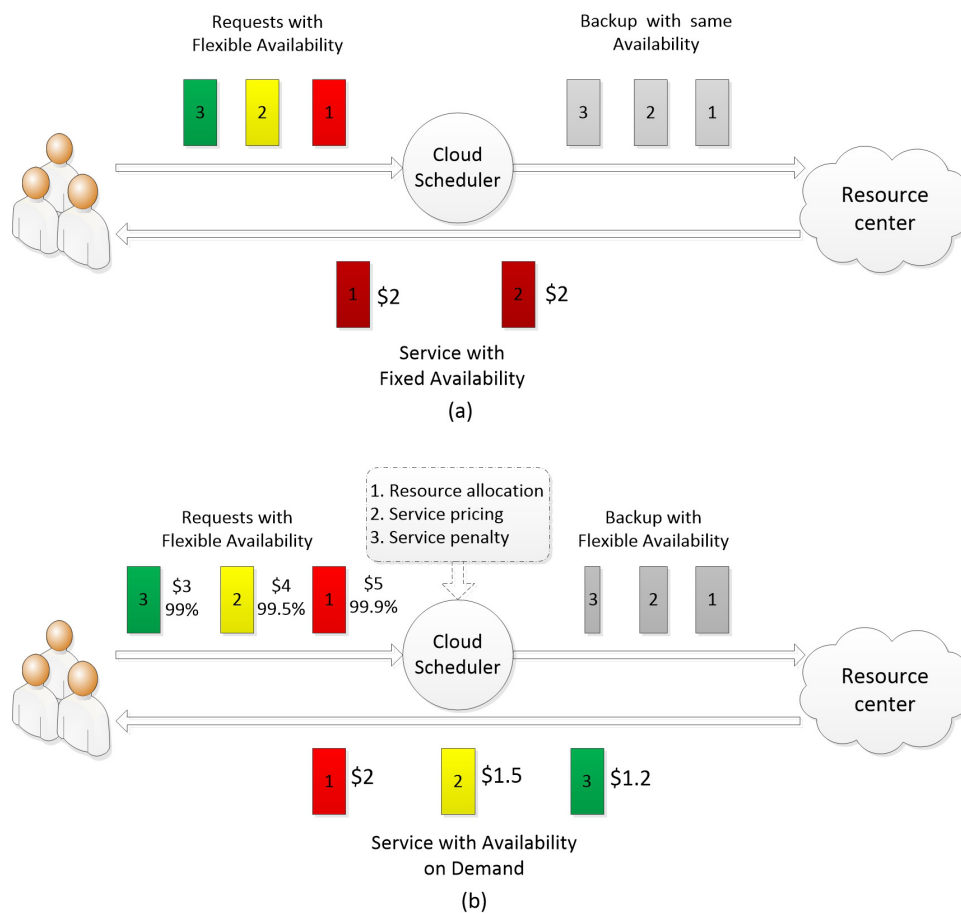 Requests with
Flexible Availability
Backup with same
Availability
3
2
1
3
2
1
Cloud
Scheduler
Resource
center
1
$2
2
$2
Service with
Fixed Availability
(a)
1. Resource allocation
2. Service pricing
3. Service penalty
Requests with
Flexible Availability
Backup with
Flexible Availability
3
$3
99%
2
$4
99.5%
1
$5
99.9%
3
2
1
Cloud
Scheduler
Resource
center
1
$2
2
$1.5
3
$1.2
Service with Availability
on Demand
(b)